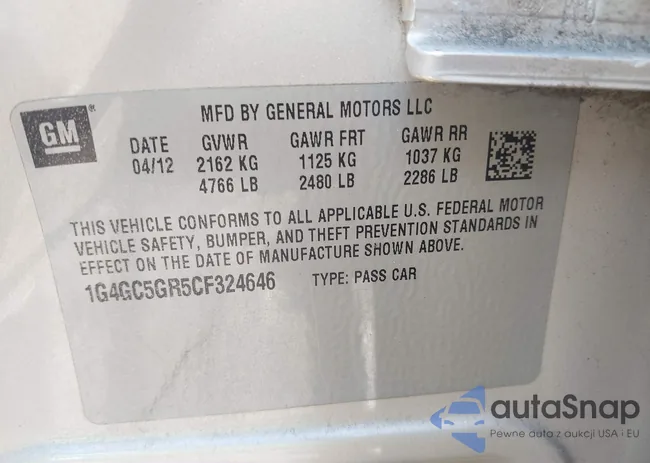 GM
MFD BY GENERAL MOTORS LLC
DATE GVWR GAWR FRT GAWR RR
04/12 2162 KG 1125 KG 1037 KG
4766 LB 2480 LB 2286 LB
THIS VEHICLE CONFORMS TO ALL APPLICABLE U.S. FEDERAL MOTOR
VEHICLE SAFETY, BUMPER, AND THEFT PREVENTION STANDARDS IN
EFFECT ON THE DATE OF MANUFACTURE SHOWN ABOVE.
1G4GC5GR5CF324646 TYPE: PASS CAR
autaSnap
Pewne auta z aukcji USA i EU